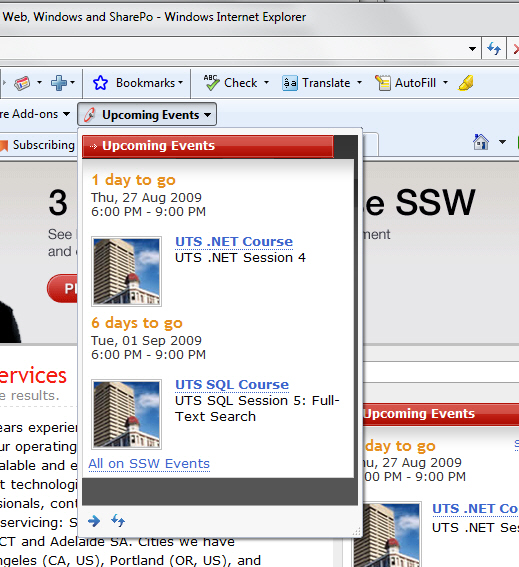 Web, Windows and SharePo - Windows Internet Explorer
Bookmarks
ABC Check
āa Translate
AutoFill
re Add-ons
Upcoming Events
Subscribing
Upcoming Events
1 day to go
Thu, 27 Aug 2009
6:00 PM - 9:00 PM
UTS .NET Course
UTS .NET Session 4
6 days to go
Tue, 01 Sep 2009
6:00 PM - 9:00 PM
UTS SQL Course
UTS SQL Session 5: Full-
Text Search
All on SSW Events
3
se SSW
See
ment
and
ervices
e results.
ears experie
ur operating
alable and e
t technologi
sionals, cont
servicing: S
CT and Adelaide SA. Cities we have
ngeles (CA, US), Portland (OR, US), and
Upcoming Events
day to go
hu, 27 Aug 2009
:00 PM - 9:00 PM
UTS .NET Co
UTS .NET Se